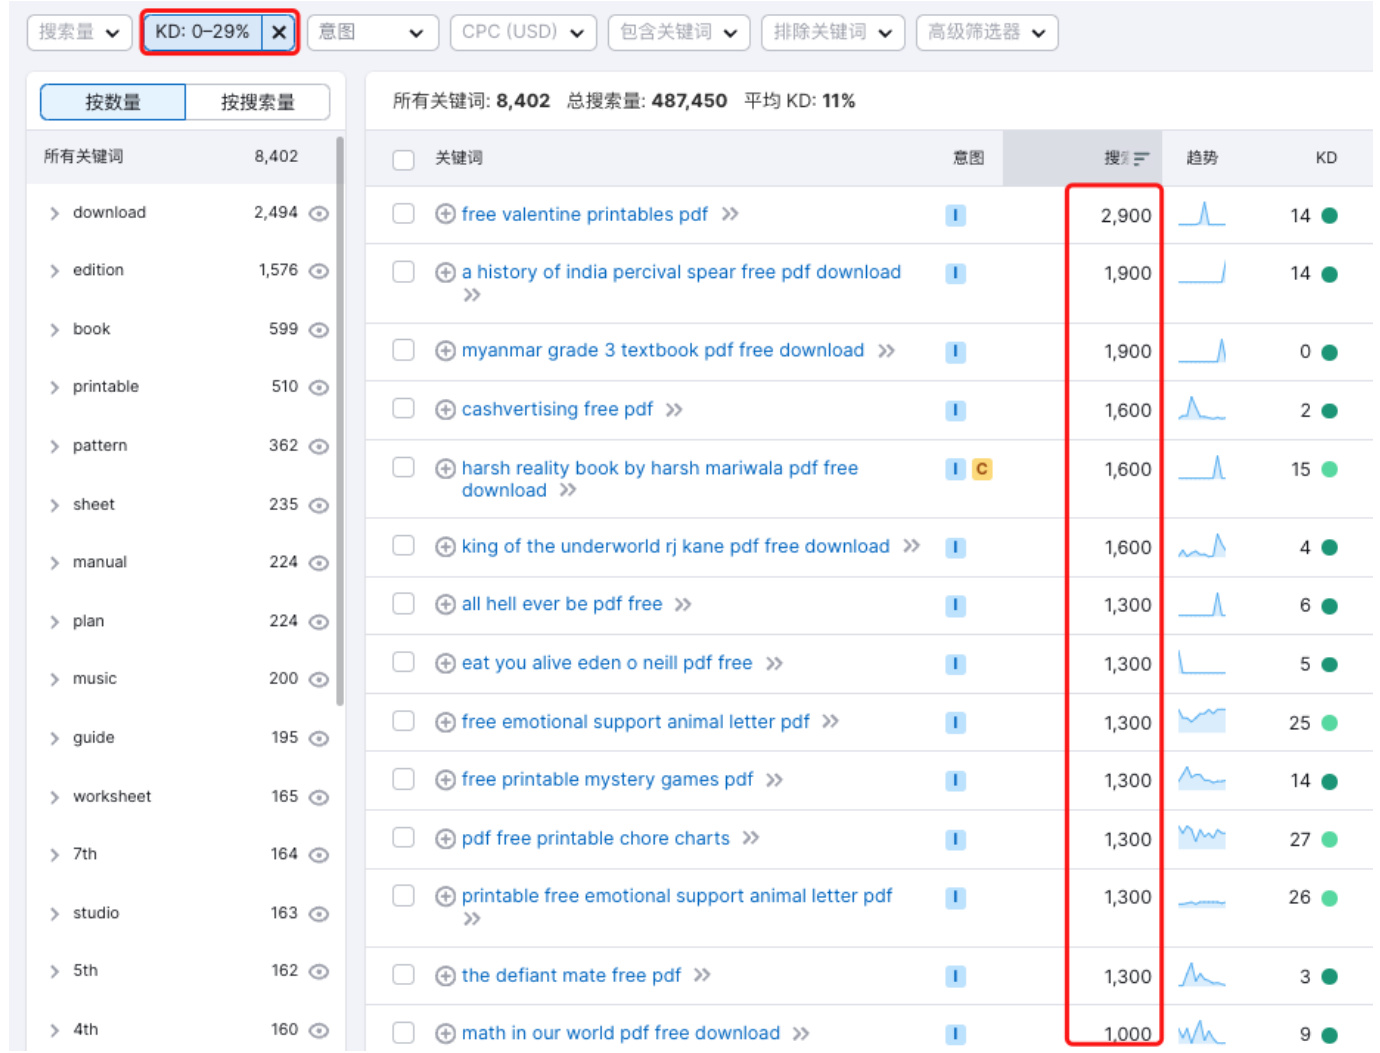 搜索量
KD: 0–29%
意图
CPC (USD)
包含关键词
排除关键词
高级筛选器
按数量
按搜索量
所有关键词 8,402
download 2,494
edition 1,576
book 599
printable 510
pattern 362
sheet 235
manual 224
plan 224
music 200
guide 195
worksheet 165
7th 164
studio 163
5th 162
4th 160
所有关键词: 8,402 总搜索量: 487,450 平均 KD: 11%
关键词 意图 搜 趋势 KD
free valentine printables pdf I 2,900 14
a history of india percival spear free pdf download I 1,900 14
myanmar grade 3 textbook pdf free download I 1,900 0
cashvertising free pdf I 1,600 2
harsh reality book by harsh mariwala pdf free I C 1,600 15
download
king of the underworld rj kane pdf free download I 1,600 4
all hell ever be pdf free I 1,300 6
eat you alive eden o neill pdf free I 1,300 5
free emotional support animal letter pdf I 1,300 25
free printable mystery games pdf I 1,300 14
pdf free printable chore charts I 1,300 27
printable free emotional support animal letter pdf I 1,300 26
the defiant mate free pdf I 1,300 3
math in our world pdf free download I 1,000 9